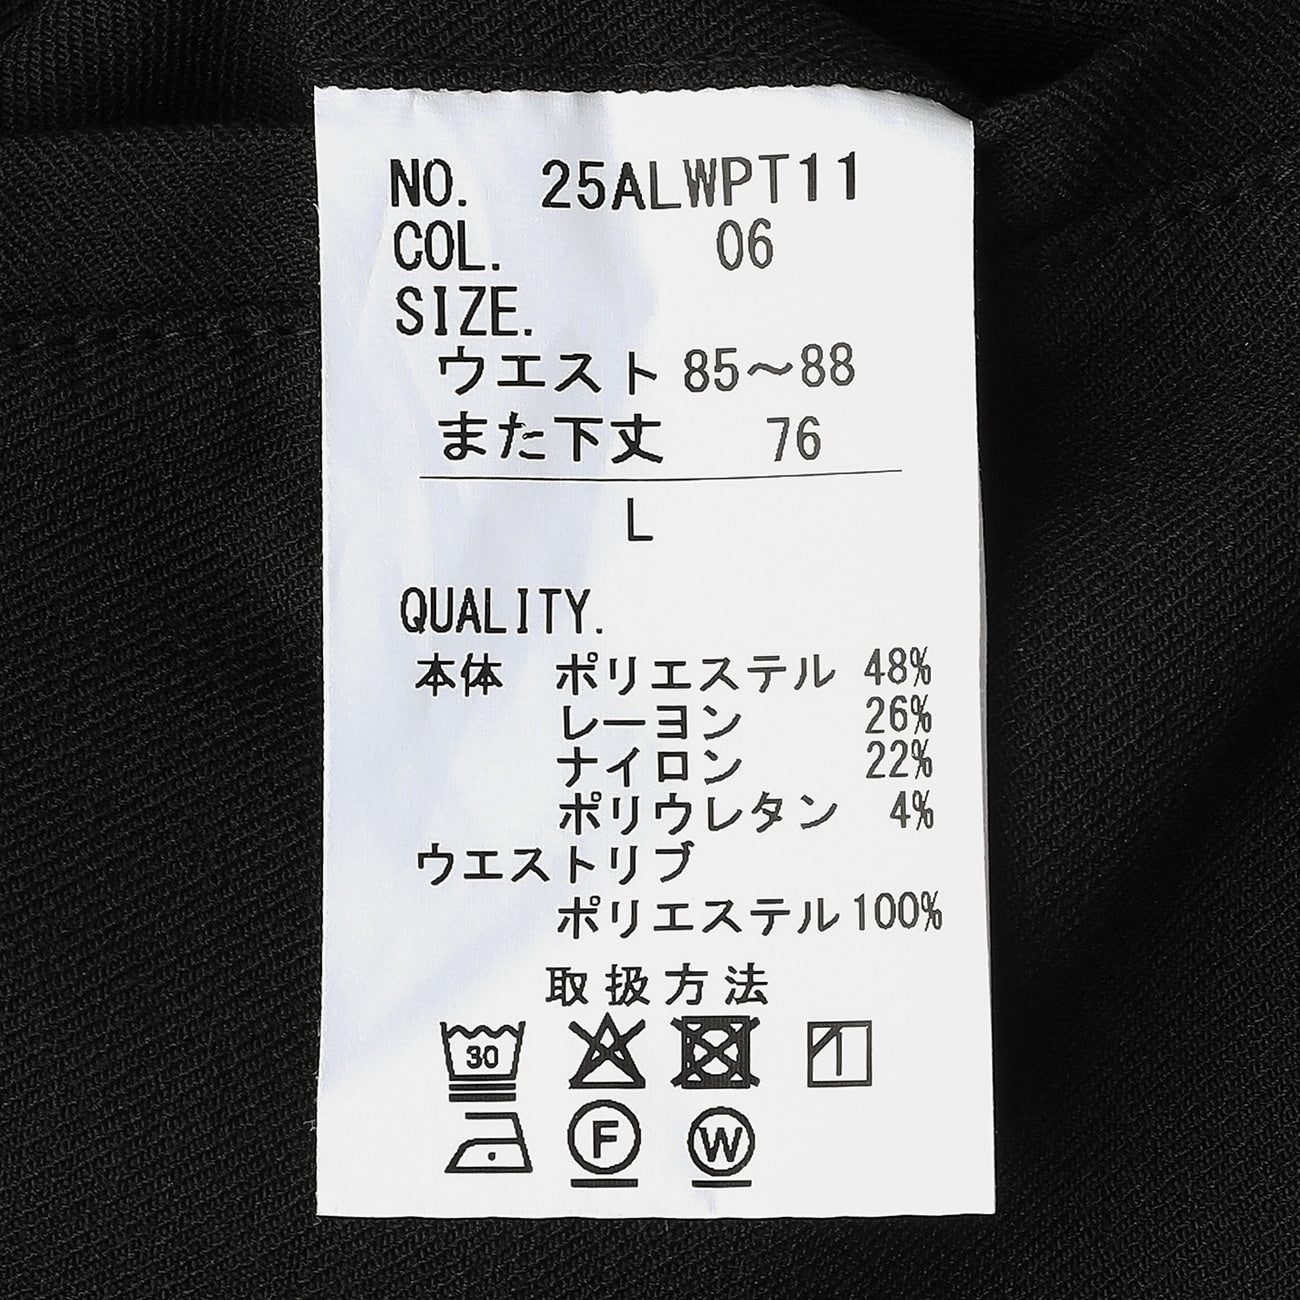 NO. 25ALWPT11
COL. 06
SIZE.
ウエスト 85～88
また下丈 76
L
QUALITY.
本体 ポリエステル 48%
レーヨン 26%
ナイロン 22%
ポリウレタン 4%
ウエストリブ
ポリエステル 100%
取扱方法
30
F W